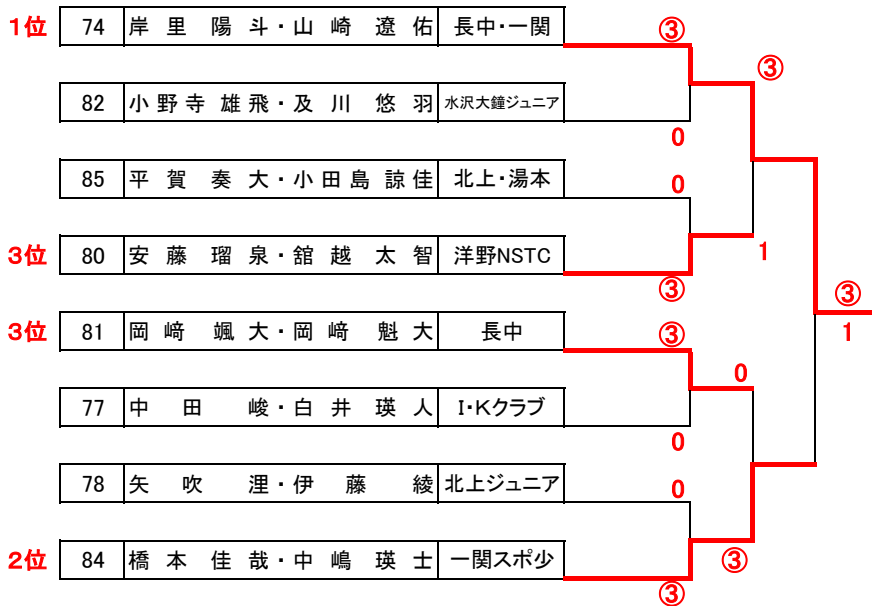 1位 74 岸里陽斗・山崎遼佑 長中・一関 ③
③
82 小野寺雄飛・及川悠羽 水沢大鐘ジュニア
0
85 平賀奏大・小田島諒佳 北上・湯本 0
3位 80 安藤瑠泉・舘越太智 洋野NSTC 1
③ ③
3位 81 岡﨑颯大・岡﨑魁大 長中 ③ 1
0
77 中田峻・白井瑛人 I・Kクラブ
0
78 矢吹浬・伊藤綾 北上ジュニア 0
2位 84 橋本佳哉・中嶋瑛士 一関スポ少 ③
③